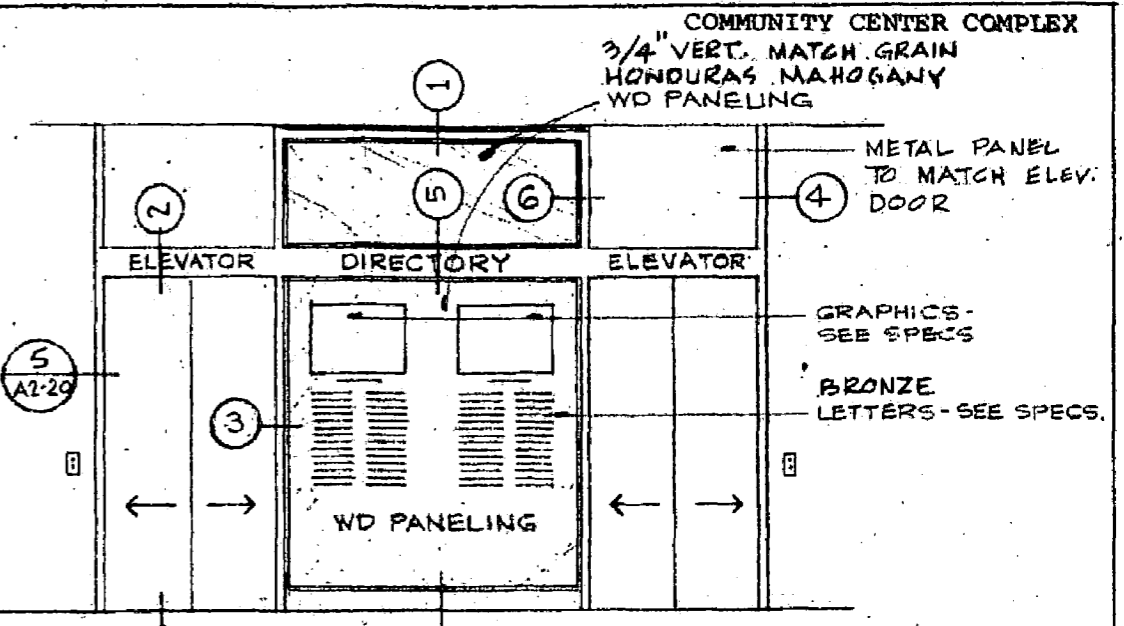 COMMUNITY CENTER COMPLEX
3/4" VERT. MATCH GRAIN
HONDURAS MAHOGANY
WD PANELING
1
METAL PANEL
TO MATCH ELEV.
DOOR
2
5
6
4
ELEVATOR
DIRECTORY
ELEVATOR
GRAPHICS-
SEE SPECS
5
A2-29
BRONZE
LETTERS-SEE SPECS.
3
WD PANELING